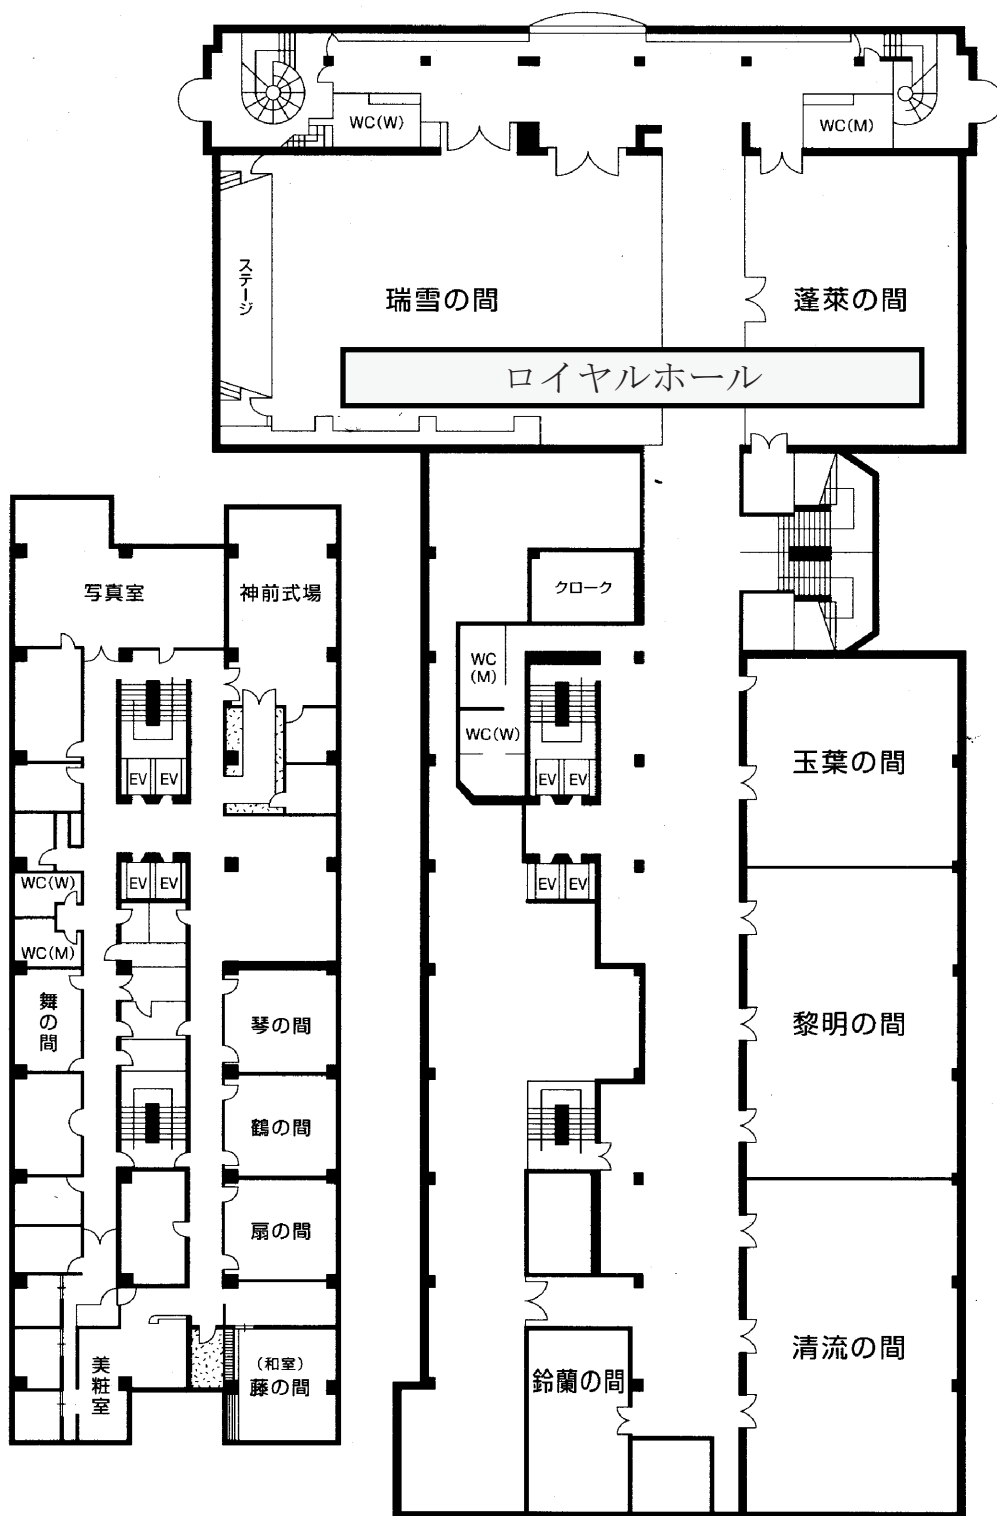 WC(W)
WC(M)
ステージ
瑞雪の間
蓬萊の間
ロイヤルホール
写真室
神前式場
クローク
WC
(M)
WC(W)
EV
EV
EV
EV
玉葉の間
EV
EV
EV
EV
WC(W)
WC(M)
舞の間
琴の間
黎明の間
鶴の間
扇の間
美粧室
(和室)
藤の間
鈴蘭の間
清流の間